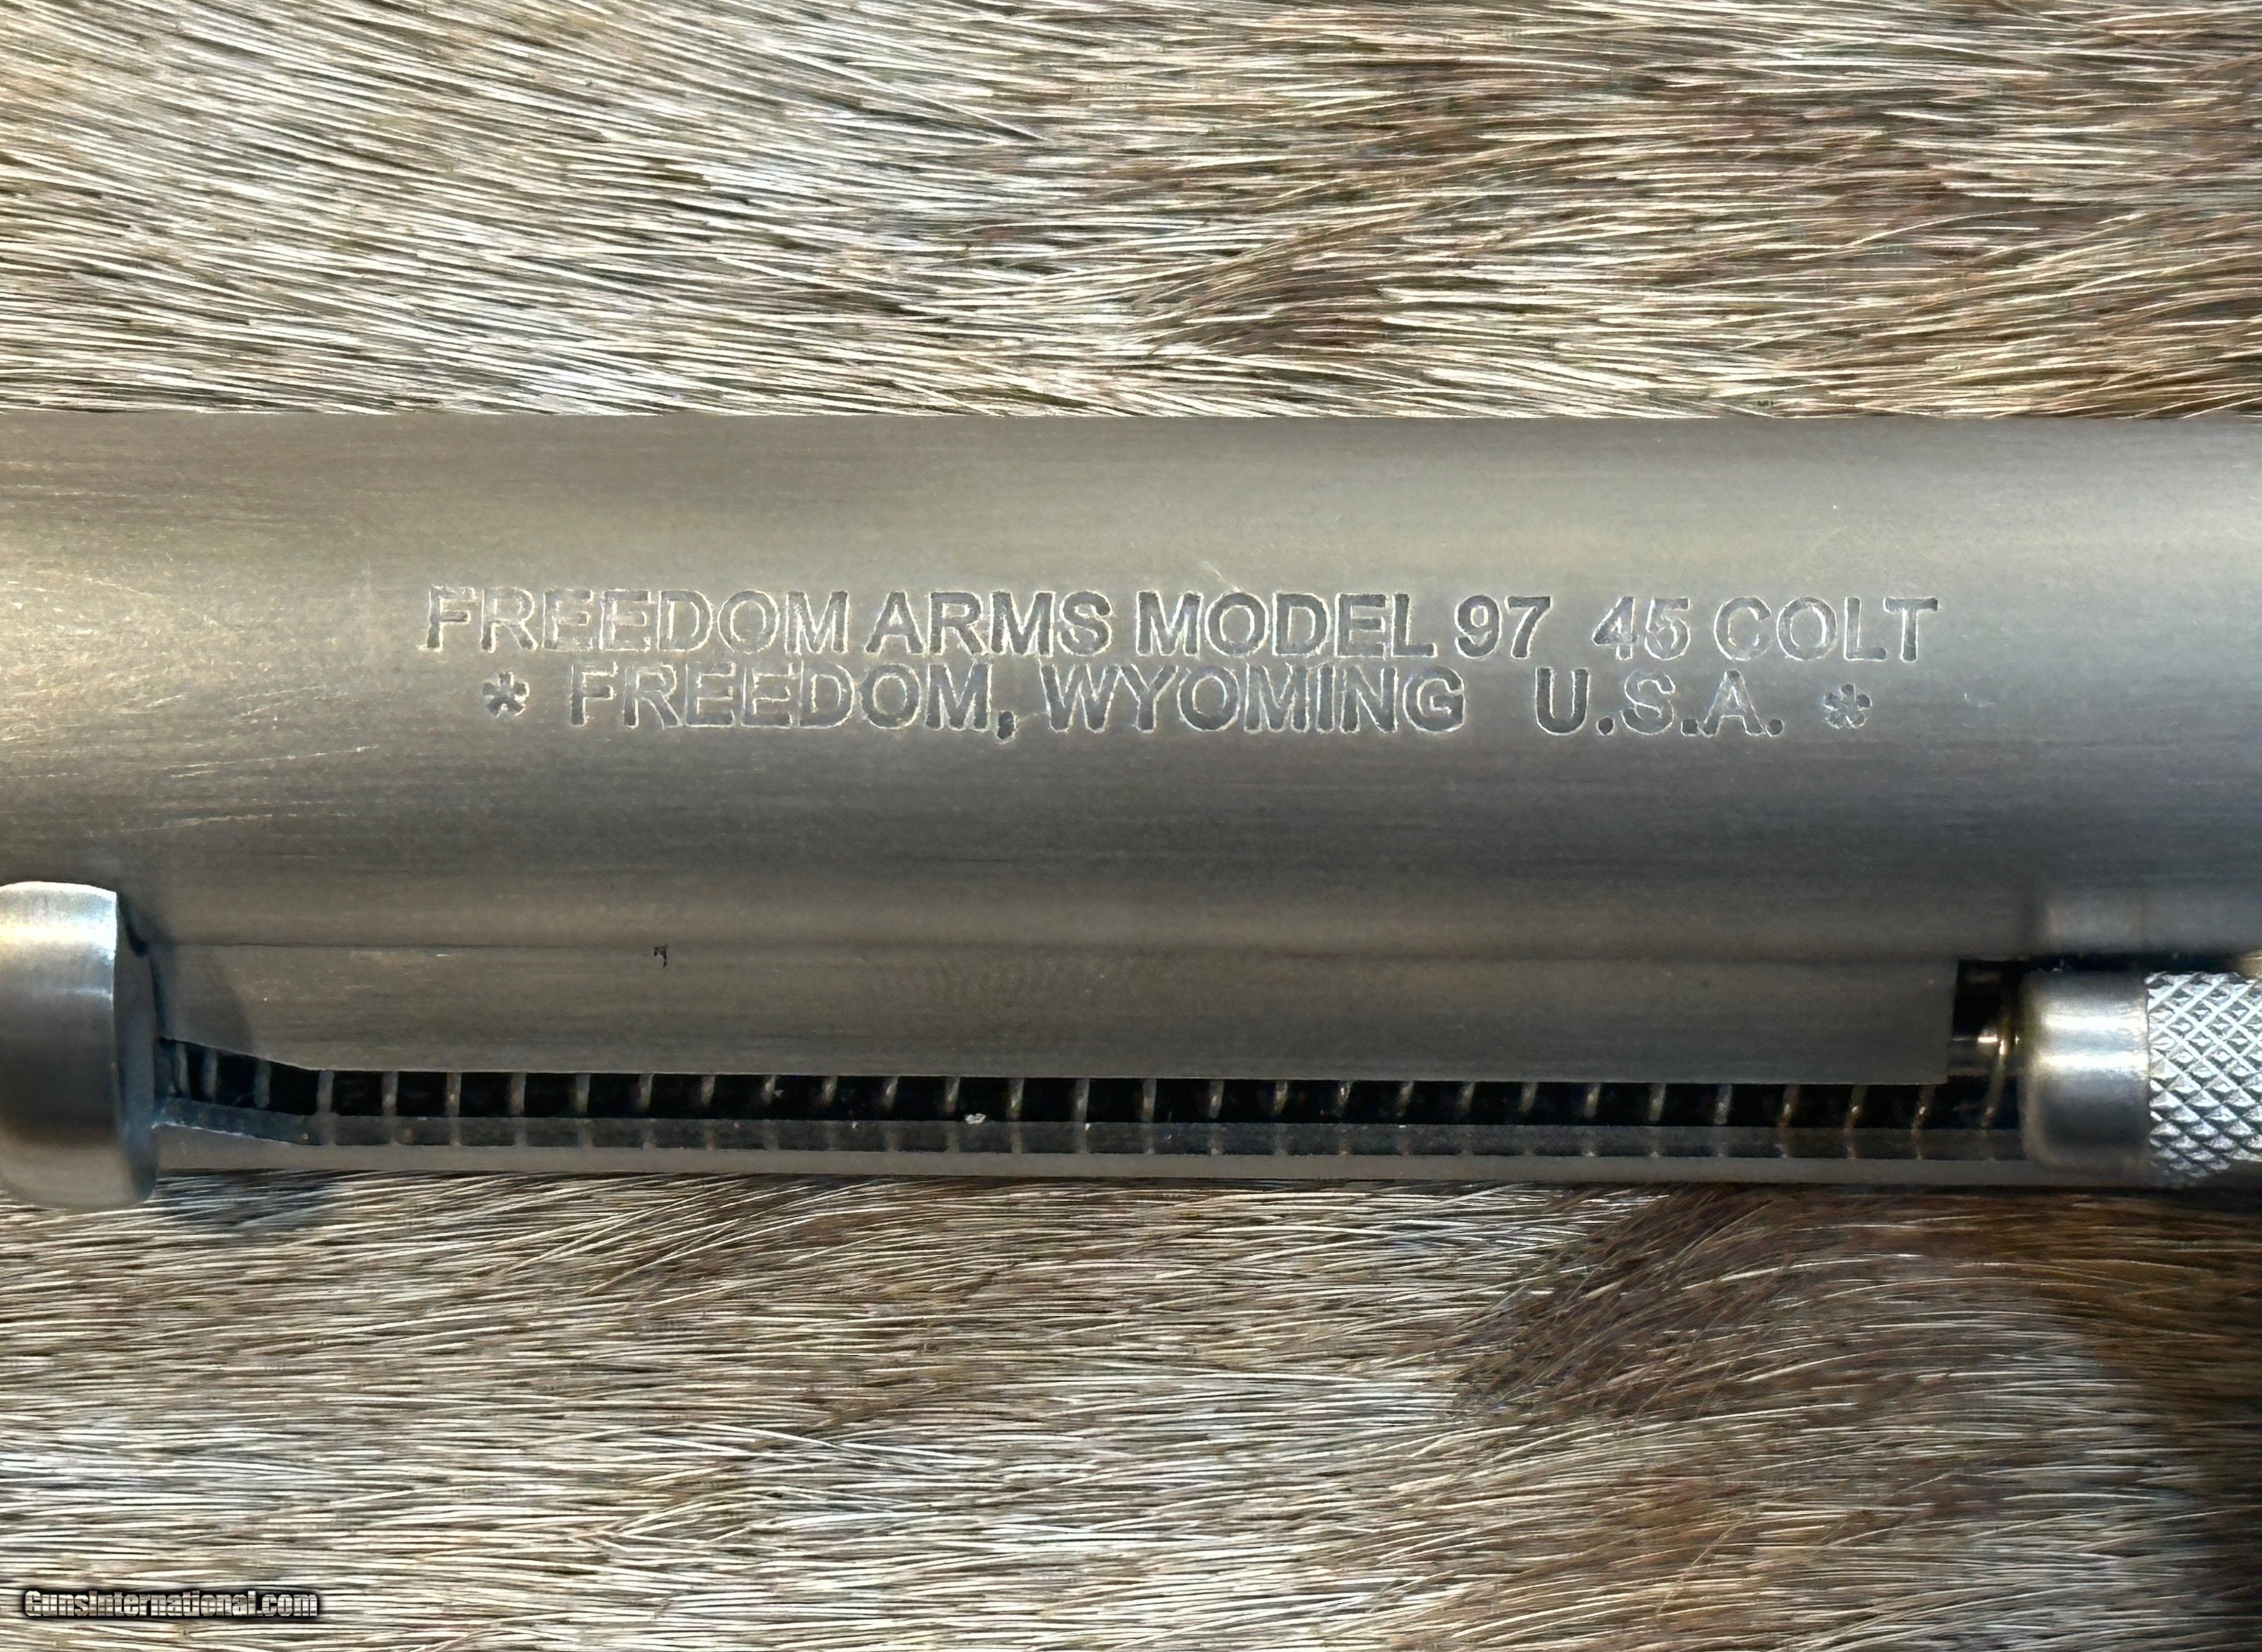 FREEDOM ARMS MODEL 97 45 COLT
* FREEDOM, WYOMING U.S.A. *
GunsInternational.com